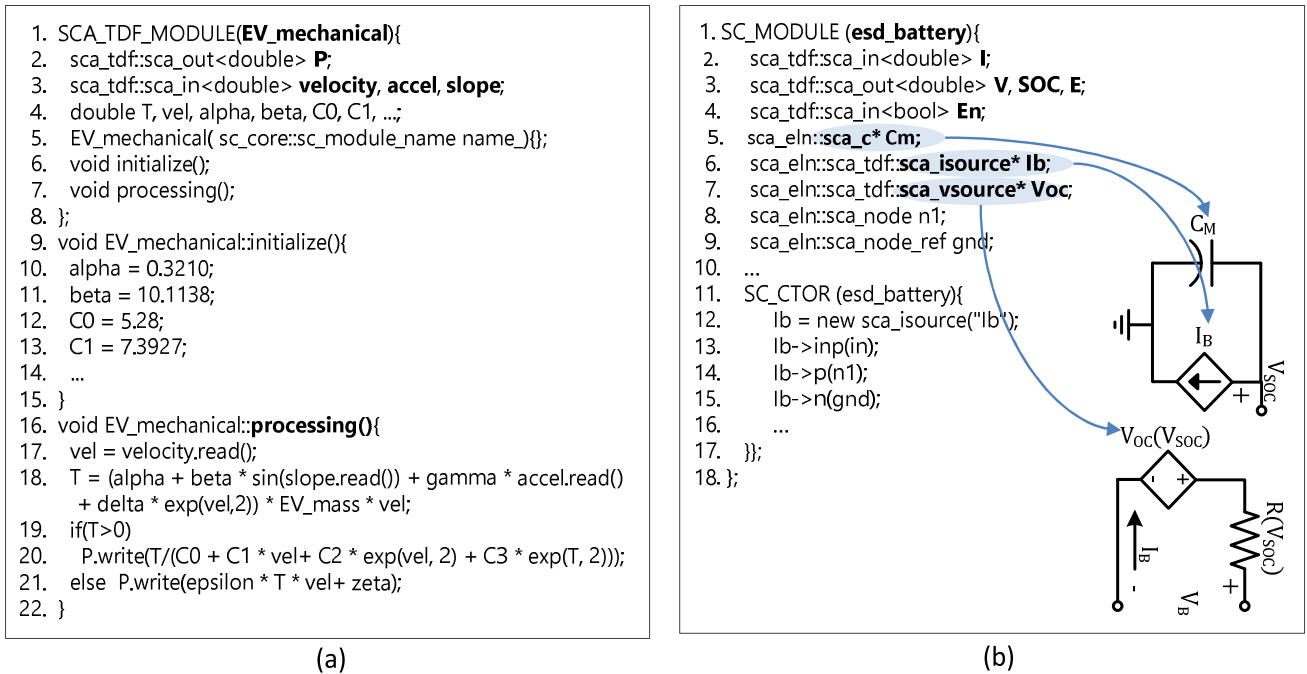 1. SCA_TDF_MODULE(EV_mechanical){
2. sca_tdf::sca_out<double> P;
3. sca_tdf::sca_in<double> velocity, accel, slope;
4. double T, vel, alpha, beta, C0, C1, ...;
5. EV_mechanical( sc_core::sc_module_name name_){};
6. void initialize();
7. void processing();
8. };
9. void EV_mechanical::initialize(){
10. alpha = 0.3210;
11. beta = 10.1138;
12. C0 = 5.28;
13. C1 = 7.3927;
14. ...
15. }
16. void EV_mechanical::processing(){
17. vel = velocity.read();
18. T = (alpha + beta * sin(slope.read()) + gamma * accel.read()
+ delta * exp(vel,2)) * EV_mass * vel;
19. if(T>0)
20. P.write(T/(C0 + C1 * vel+ C2 * exp(vel, 2) + C3 * exp(T, 2)));
21. else P.write(epsilon * T * vel+ zeta);
22. }
(a)
1. SC_MODULE (esd_battery){
2. sca_tdf::sca_in<double> I;
3. sca_tdf::sca_out<double> V, SOC, E;
4. sca_tdf::sca_in<bool> En;
5. sca_eln::sca_c* Cm;
6. sca_eln::sca_tdf::sca_isource* Ib;
7. sca_eln::sca_tdf::sca_vsource* Voc;
8. sca_eln::sca_node n1;
9. sca_eln::sca_node_ref gnd;
10. ...
11. SC_CTOR (esd_battery){
12. Ib = new sca_isource("Ib");
13. Ib->inp(in);
14. Ib->p(n1);
15. Ib->n(gnd);
16. ...
17. }};
18. };
C_M
I_B
+
V_SOC
V_OC(V_SOC)
- +
R(V_SOC)
I_B
- +
V_B
(b)